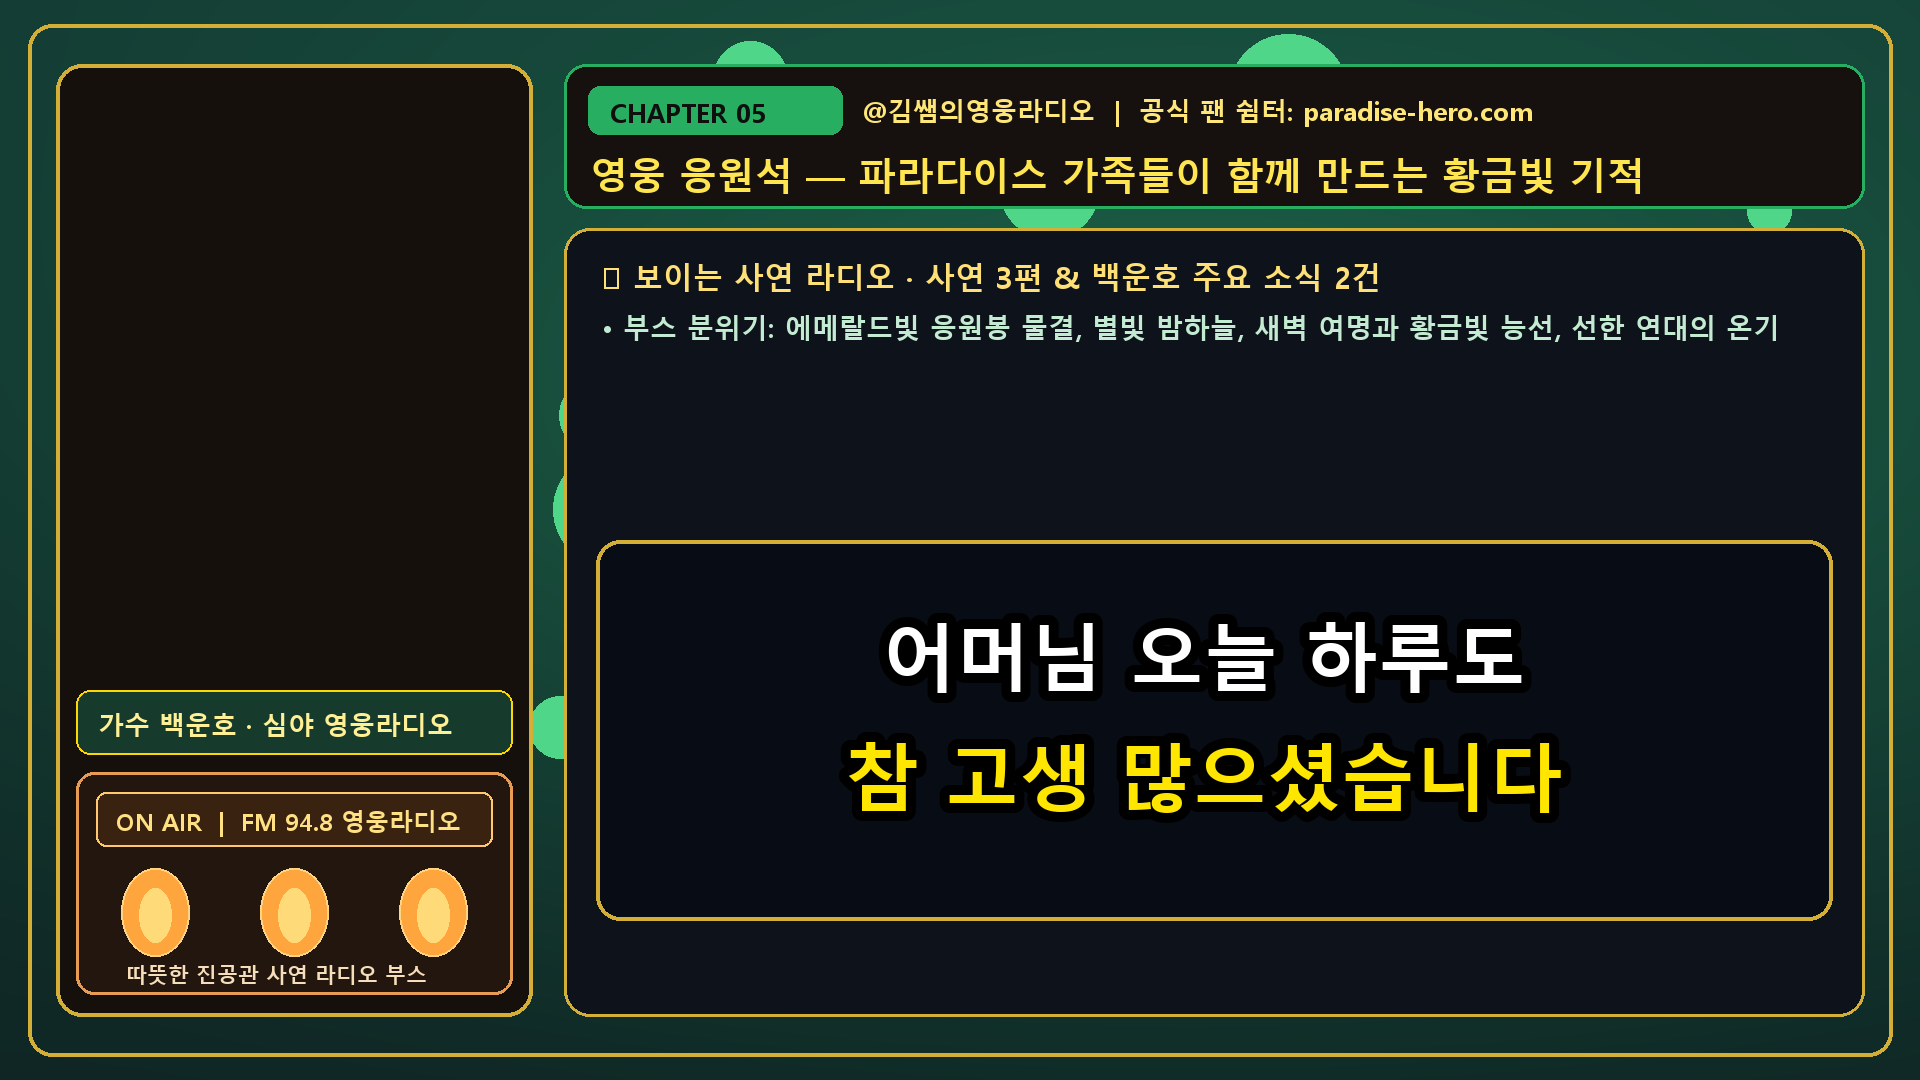 CHAPTER 05
@김쌤의영웅라디오 | 공식 팬 쉼터: paradise-hero.com
영웅 응원석 — 파라다이스 가족들이 함께 만드는 황금빛 기적
보이는 사연 라디오 · 사연 3편 & 백운호 주요 소식 2건
• 부스 분위기: 에메랄드빛 응원봉 물결, 별빛 밤하늘, 새벽 여명과 황금빛 능선, 선한 연대의 온기
어머님 오늘 하루도
참 고생 많으셨습니다
가수 백운호 · 심야 영웅라디오
ON AIR | FM 94.8 영웅라디오
따뜻한 진공관 사연 라디오 부스